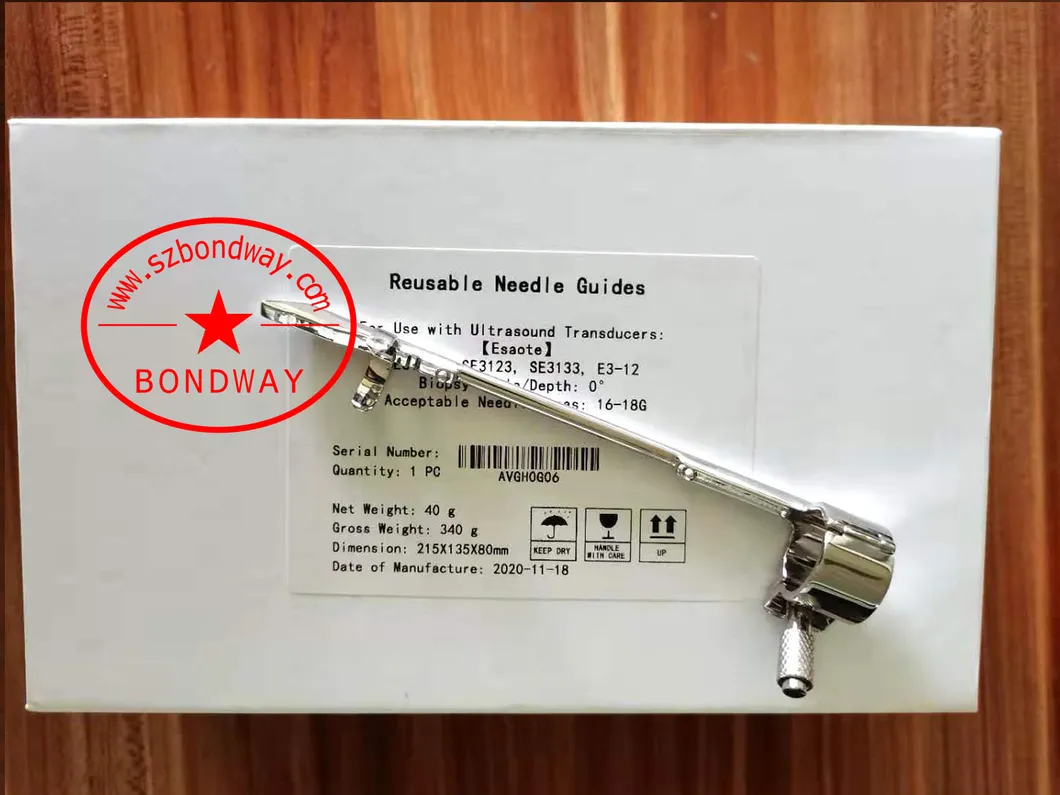 www.szbondway.com
BONDWAY
Reusable Needle Guides
Use with Ultrasound Transducers:
【Esaote】
SE3123, SE3133, E3-12
Biopsy /Depth: 0°
Acceptable 16-18G
Serial Number:
AVGH0G06
Quantity: 1 PC
Net Weight: 40 g
Gross Weight: 340 g
Dimension: 215X135X80mm
Date of Manufacture: 2020-11-18
KEEP DRY
HANDLE
WITH CARE
UP